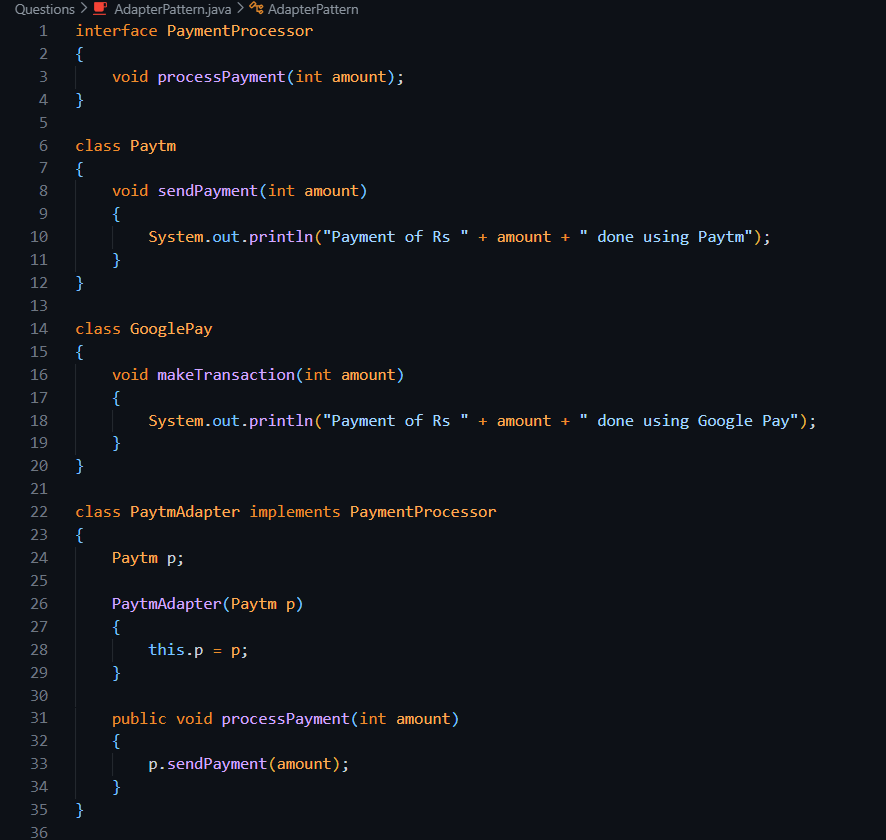 Questions > AdapterPattern.java > AdapterPattern
1 interface PaymentProcessor
2 {
3     void processPayment(int amount);
4 }
5
6 class Paytm
7 {
8     void sendPayment(int amount)
9     {
10         System.out.println("Payment of Rs " + amount + " done using Paytm");
11     }
12 }
13
14 class GooglePay
15 {
16     void makeTransaction(int amount)
17     {
18         System.out.println("Payment of Rs " + amount + " done using Google Pay");
19     }
20 }
21
22 class PaytmAdapter implements PaymentProcessor
23 {
24     Paytm p;
25
26     PaytmAdapter(Paytm p)
27     {
28         this.p = p;
29     }
30
31     public void processPayment(int amount)
32     {
33         p.sendPayment(amount);
34     }
35 }
36